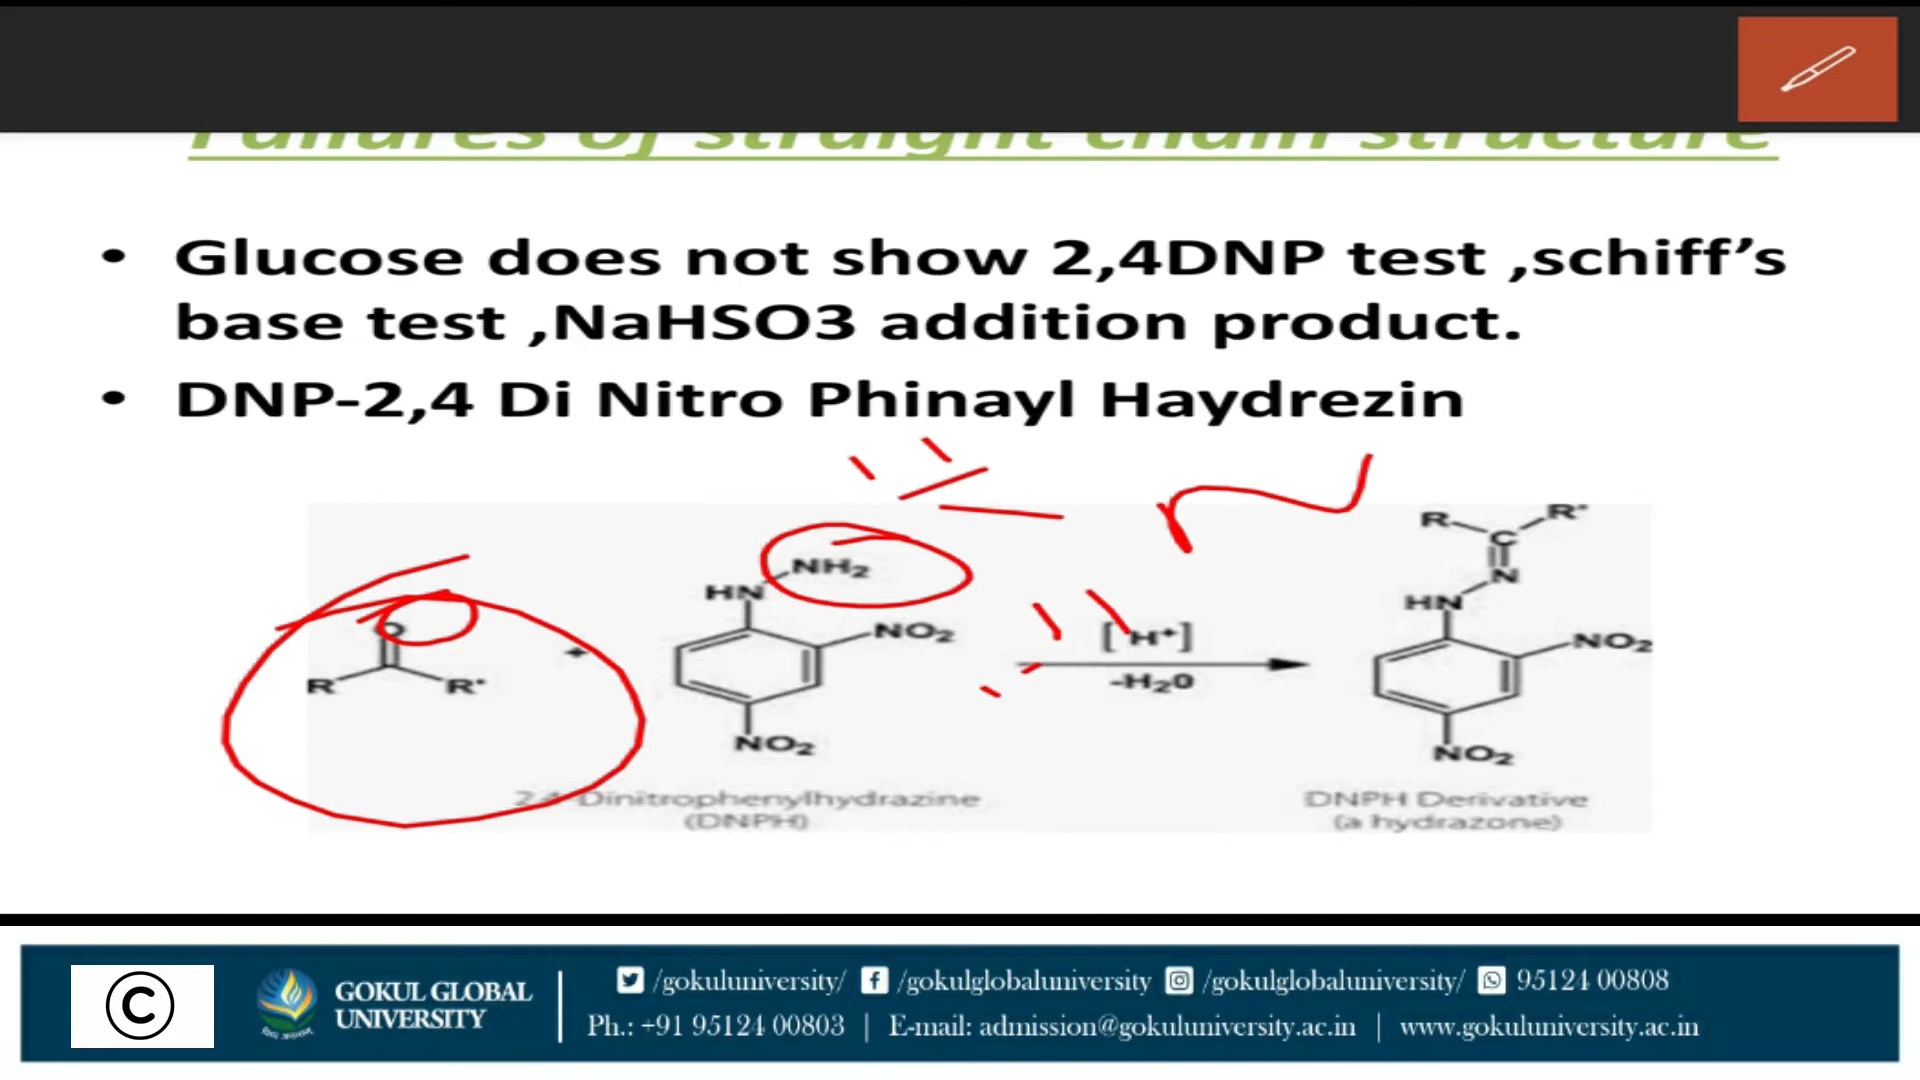 Failures of straight chain structure
• Glucose does not show 2,4DNP test ,schiff’s
base test ,NaHSO3 addition product.
• DNP-2,4 Di Nitro Phinayl Haydrezin
O
R R'
+
NH2
HN
NO2
NO2
[H+]
-H2O
R R'
C
N
HN
NO2
NO2
2,4-Dinitrophenylhydrazine
(DNPH)
DNPH Derivative
(a hydrazone)
©
GOKUL GLOBAL
UNIVERSITY
/gokuluniversity/ /gokulglobaluniversity /gokulglobaluniversity/ 95124 00808
Ph.: +91 95124 00803 | E-mail: admission@gokuluniversity.ac.in | www.gokuluniversity.ac.in